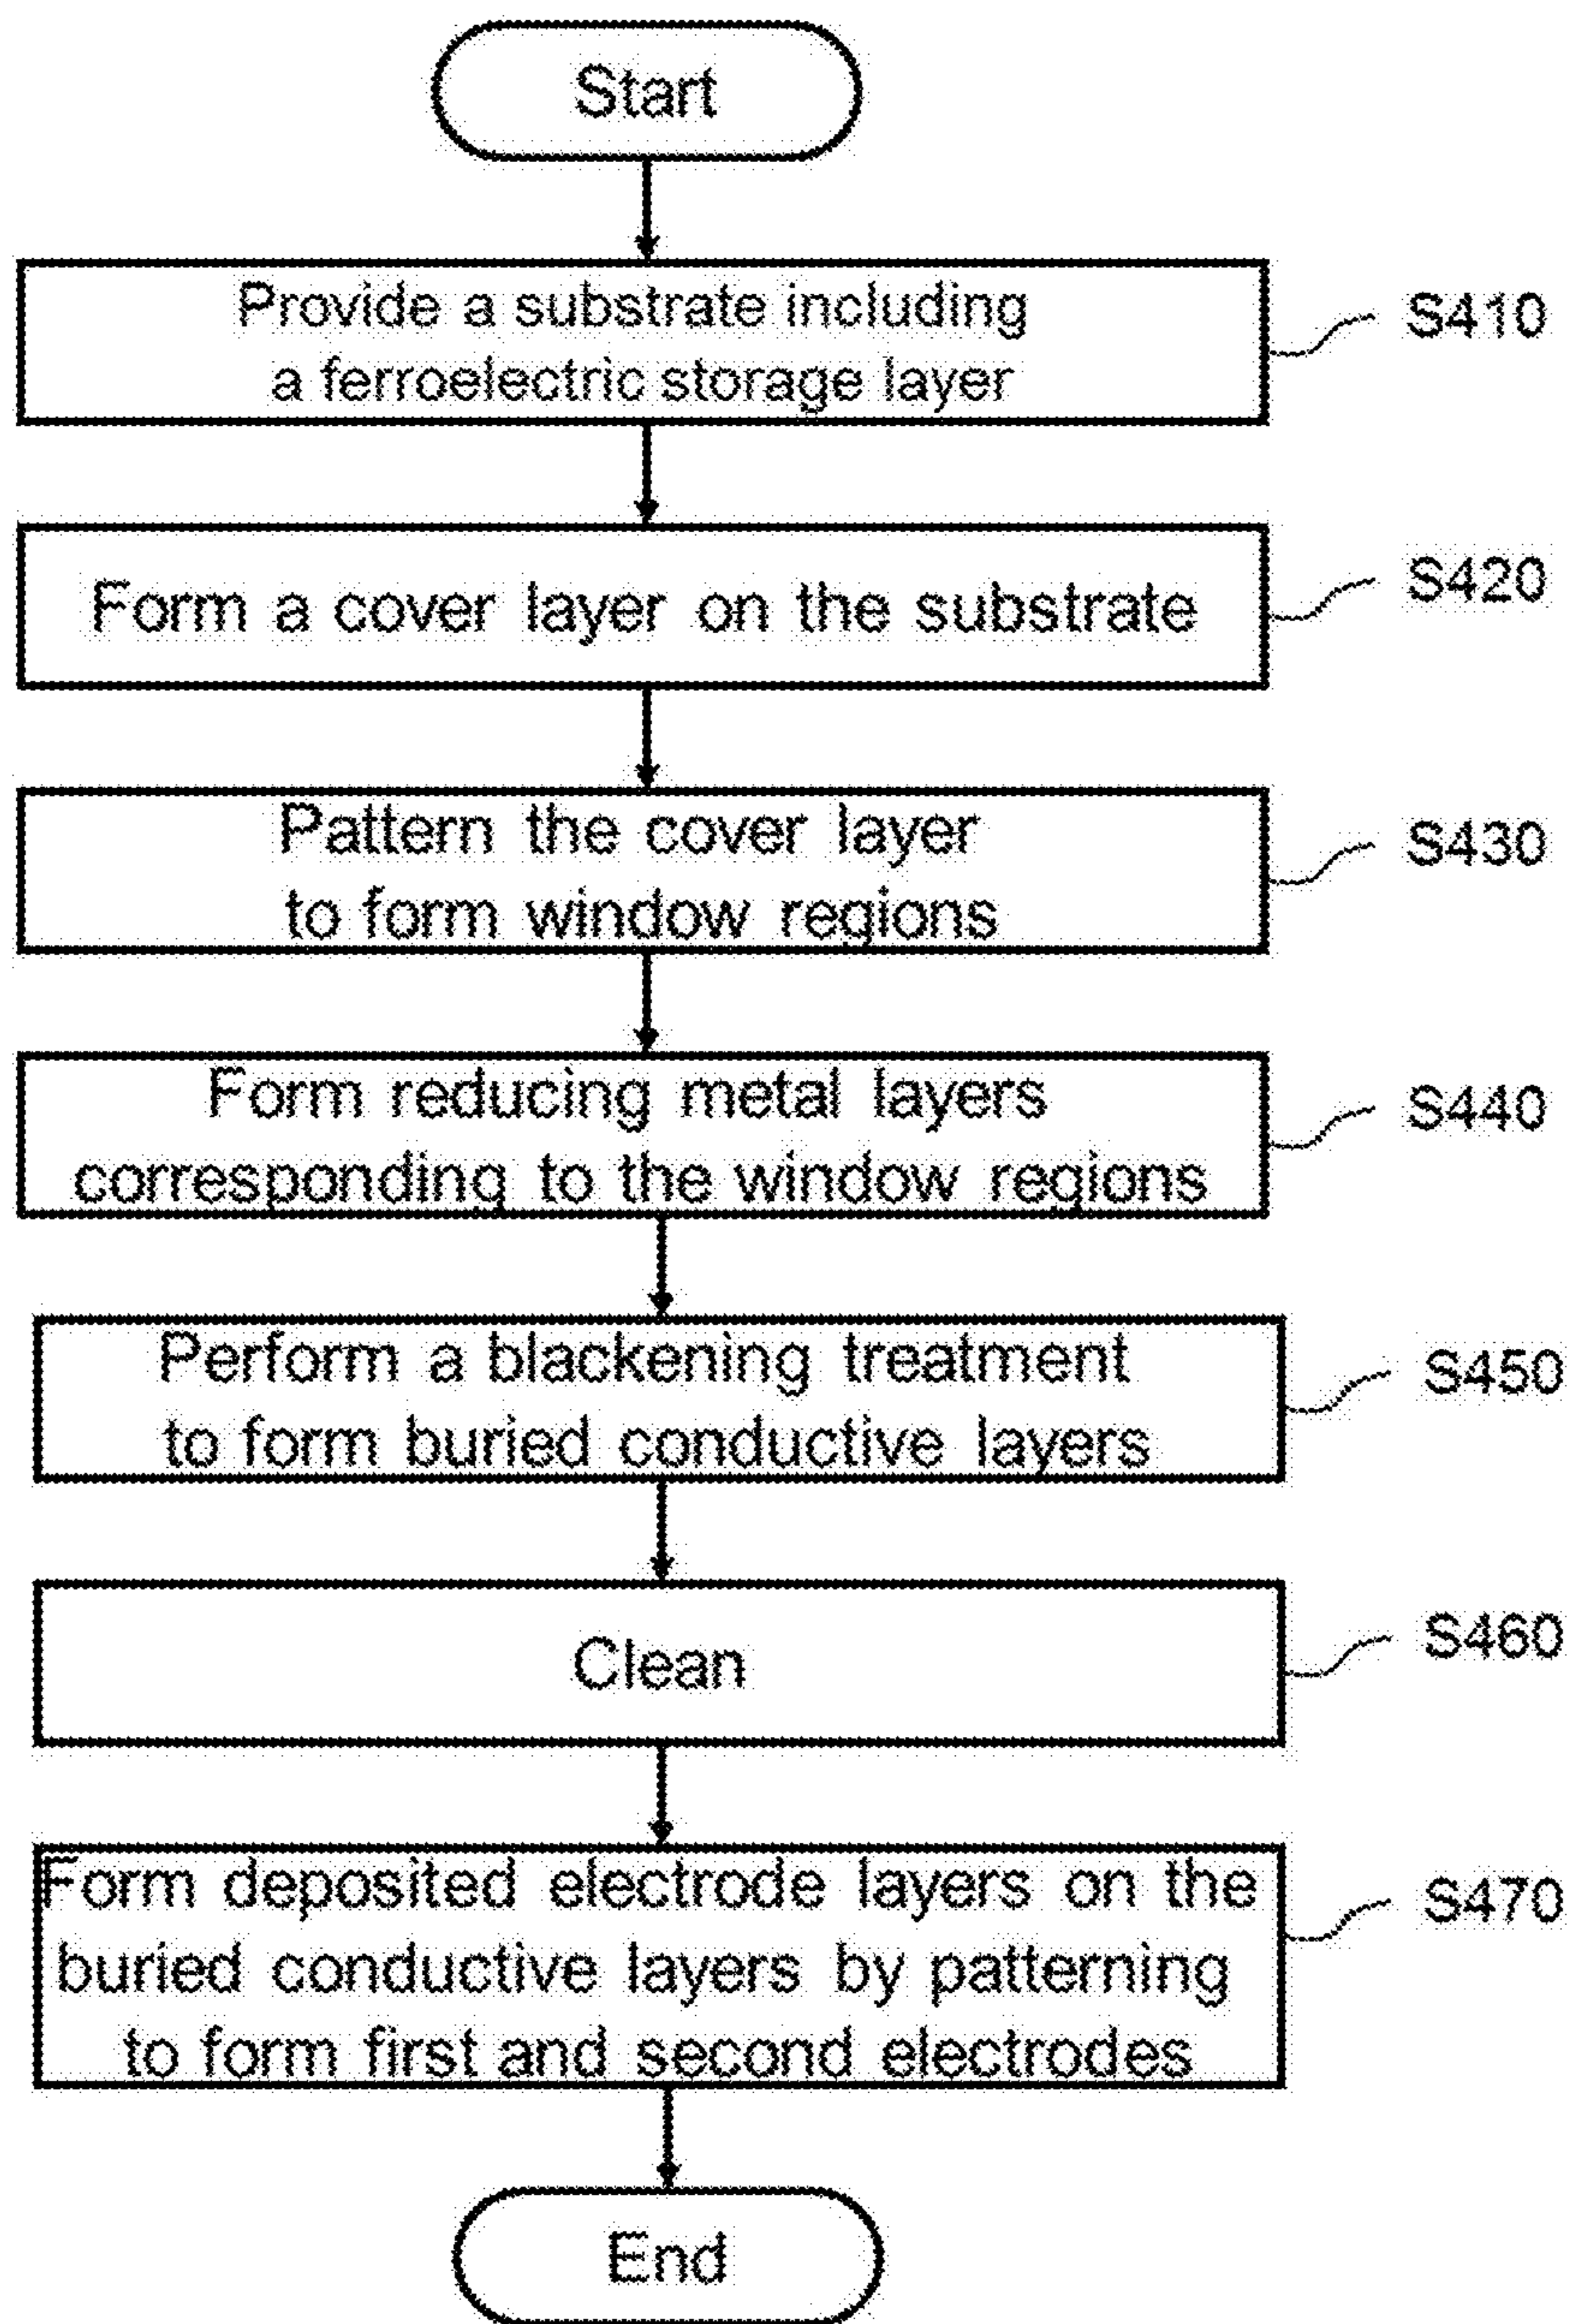 Start
Provide a substrate including
a ferroelectric storage layer
S410
Form a cover layer on the substrate
S420
Pattern the cover layer
to form window regions
S430
Form reducing metal layers
corresponding to the window regions
S440
Perform a blackening treatment
to form buried conductive layers
S450
Clean
S460
Form deposited electrode layers on the
buried conductive layers by patterning
to form first and second electrodes
S470
End